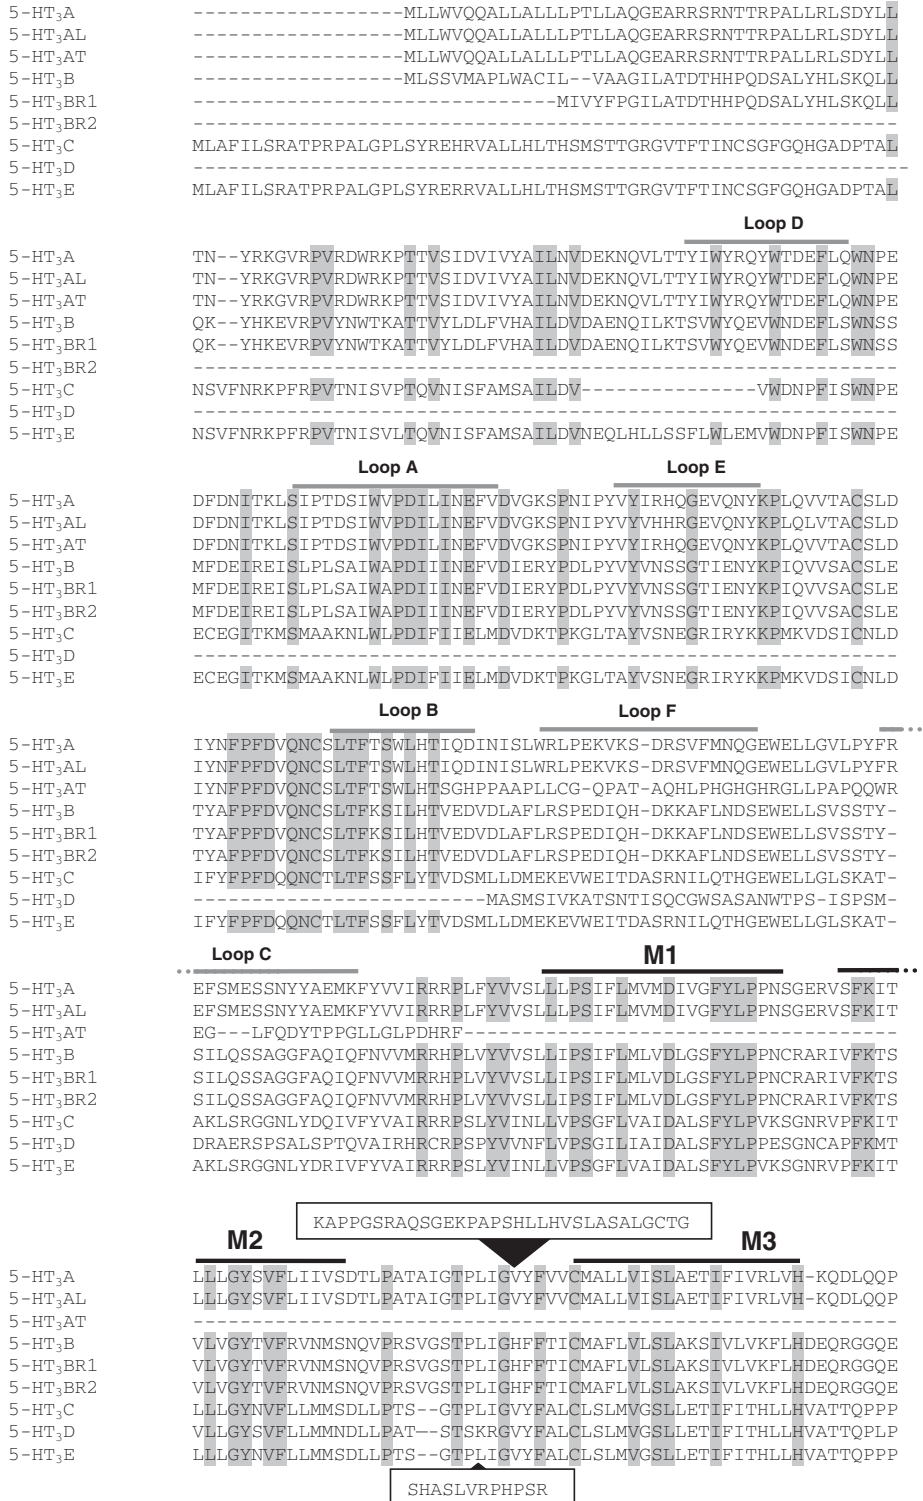 5-HT₃A ------------------MLLWVQQALLALLLPTLLAQGEARRSRNTTRPALLRLSDYLL
5-HT₃AL ------------------MLLWVQQALLALLLPTLLAQGEARRSRNTTRPALLRLSDYLL
5-HT₃AT ------------------MLLWVQQALLALLLPTLLAQGEARRSRNTTRPALLRLSDYLL
5-HT₃B ------------------MLSSVMAPLWACIL--VAAGILATDTHHPQDSALYHLSKQLL
5-HT₃BR1 -------------------------------MIVYFPGILATDTHHPQDSALYHLSKQLL
5-HT₃BR2 ------------------------------------------------------------
5-HT₃C MLAFILSRATPRPALGPLSYREHRVALLHLTHSMSTTGRGVTFTINCSGFGQHGADPTAL
5-HT₃D -------------------------------------------------------------
5-HT₃E MLAFILSRATPRPALGPLSYRERRVALLHLTHSMSTTGRGVTFTINCSGFGQHGADPTAL
Loop D
5-HT₃A TN--YRKGVRPVRDWRKPTTVSIDVIVYAILNVDEKNQVLTTYIWYRQYWTDEFLQWNPE
5-HT₃AL TN--YRKGVRPVRDWRKPTTVSIDVIVYAILNVDEKNQVLTTYIWYRQYWTDEFLQWNPE
5-HT₃AT TN--YRKGVRPVRDWRKPTTVSIDVIVYAILNVDEKNQVLTTYIWYRQYWTDEFLQWNPE
5-HT₃B QK--YHKEVRPVYNWTKATTVYLDLFVHAILDVDAENQILKTSVWYQEVWNDEFLSWNSS
5-HT₃BR1 QK--YHKEVRPVYNWTKATTVYLDLFVHAILDVDAENQILKTSVWYQEVWNDEFLSWNSS
5-HT₃BR2 ------------------------------------------------------------
5-HT₃C NSVFNRKPFRPVTNISVPTQVNISFAMSAILDV---------------VWDNPFISWNPE
5-HT₃D ------------------------------------------------------------
5-HT₃E NSVFNRKPFRPVTNISVLTQVNISFAMSAILDVNEQLHLLSSFLWLEMVWDNPFISWNPE
Loop A Loop E
5-HT₃A DFDNITKLSIPTDSIWVPDILINEFVDVGKSPNIPYVYIRHQGEVQNYKPLQVVTACSLD
5-HT₃AL DFDNITKLSIPTDSIWVPDILINEFVDVGKSPNIPYVYVHHRGEVQNYKPLQLVTACSLD
5-HT₃AT DFDNITKLSIPTDSIWVPDILINEFVDVGKSPNIPYVYIRHQGEVQNYKPLQVVTACSLD
5-HT₃B MFDEIREISLPLSAIWAPDIIINEFVDIERYPDLPYVYVNSSGTIENYKPIQVVSACSLE
5-HT₃BR1 MFDEIREISLPLSAIWAPDIIINEFVDIERYPDLPYVYVNSSGTIENYKPIQVVSACSLE
5-HT₃BR2 MFDEIREISLPLSAIWAPDIIINEFVDIERYPDLPYVYVNSSGTIENYKPIQVVSACSLE
5-HT₃C ECEGITKMSMAAKNLWLPDIFIIELMDVDKTPKGLTAYVSNEGRIRYKKPMKVDSICNLD
5-HT₃D ------------------------------------------------------------
5-HT₃E ECEGITKMSMAAKNLWLPDIFIIELMDVDKTPKGLTAYVSNEGRIRYKKPMKVDSICNLD
Loop B Loop F
5-HT₃A IYNFPFDVQNCSLTFTSWLHTIQDINISLWRLPEKVKS-DRSVFMNQGEWELLGVLPYFR
5-HT₃AL IYNFPFDVQNCSLTFTSWLHTIQDINISLWRLPEKVKS-DRSVFMNQGEWELLGVLPYFR
5-HT₃AT IYNFPFDVQNCSLTFTSWLHTSGHPPAAPLLCG-QPAT-AQHLPHGHGHRGLLPAPQQWR
5-HT₃B TYAFPFDVQNCSLTFKSILHTVEDVDLAFLRSPEDIQH-DKKAFLNDSEWELLSVSSTY-
5-HT₃BR1 TYAFPFDVQNCSLTFKSILHTVEDVDLAFLRSPEDIQH-DKKAFLNDSEWELLSVSSTY-
5-HT₃BR2 TYAFPFDVQNCSLTFKSILHTVEDVDLAFLRSPEDIQH-DKKAFLNDSEWELLSVSSTY-
5-HT₃C IFYFPFDQQNCTLTFSSFLYTVDSMLLDMEKEVWEITDASRNILQTHGEWELLGLSKAT-
5-HT₃D -------------------------MASMSIVKATSNTISQCGWSASANWTPS-ISPSM-
5-HT₃E IFYFPFDQQNCTLTFSSFLYTVDSMLLDMEKEVWEITDASRNILQTHGEWELLGLSKAT-
Loop C M1
5-HT₃A EFSMESSNYYAEMKFYVVIRRRPLFYVVSLLLPSIFLMVMDIVGFYLPPNSGERVSFKIT
5-HT₃AL EFSMESSNYYAEMKFYVVIRRRPLFYVVSLLLPSIFLMVMDIVGFYLPPNSGERVSFKIT
5-HT₃AT EG---LFQDYTPPGLLGLPDHRF-------------------------------------
5-HT₃B SILQSSAGGFAQIQFNVVMRRHPLVYVVSLLIPSIFLMLVDLGSFYLPPNCRARIVFKTS
5-HT₃BR1 SILQSSAGGFAQIQFNVVMRRHPLVYVVSLLIPSIFLMLVDLGSFYLPPNCRARIVFKTS
5-HT₃BR2 SILQSSAGGFAQIQFNVVMRRHPLVYVVSLLIPSIFLMLVDLGSFYLPPNCRARIVFKTS
5-HT₃C AKLSRGGNLYDQIVFYVAIRRRPSLYVINLLVPSGFLVAIDALSFYLPVKSGNRVPFKIT
5-HT₃D DRAERSPSALSPTQVAIRHRCRPSPYVVNFLVPSGILIAIDALSFYLPPESGNCAPFKMT
5-HT₃E AKLSRGGNLYDRIVFYVAIRRRPSLYVINLLVPSGFLVAIDALSFYLPVKSGNRVPFKIT
KAPPGSRAQSGEKPAPSHLLHVSLASALGCTG
M2 M3
5-HT₃A LLLGYSVFLIIVSDTLPATAIGTPLIGVYFVVCMALLVISLAETIFIVRLVH-KQDLQQP
5-HT₃AL LLLGYSVFLIIVSDTLPATAIGTPLIGVYFVVCMALLVISLAETIFIVRLVH-KQDLQQP
5-HT₃AT ------------------------------------------------------------
5-HT₃B VLVGYTVFRVNMSNQVPRSVGSTPLIGHFFTICMAFLVLSLAKSIVLVKFLHDEQRGGQE
5-HT₃BR1 VLVGYTVFRVNMSNQVPRSVGSTPLIGHFFTICMAFLVLSLAKSIVLVKFLHDEQRGGQE
5-HT₃BR2 VLVGYTVFRVNMSNQVPRSVGSTPLIGHFFTICMAFLVLSLAKSIVLVKFLHDEQRGGQE
5-HT₃C LLLGYNVFLLMMSDLLPTS--GTPLIGVYFALCLSLMVGSLLETIFITHLLHVATTQPPP
5-HT₃D VLLGYSVFLLMMNDLLPAT--STSKRGVYFALCLSLMVGSLLETIFITHLLHVATTQPLP
5-HT₃E LLLGYNVFLLMMSDLLPTS--GTPLIGVYFALCLSLMVGSLLETIFITHLLHVATTQPPP
SHASLVRPHPSR